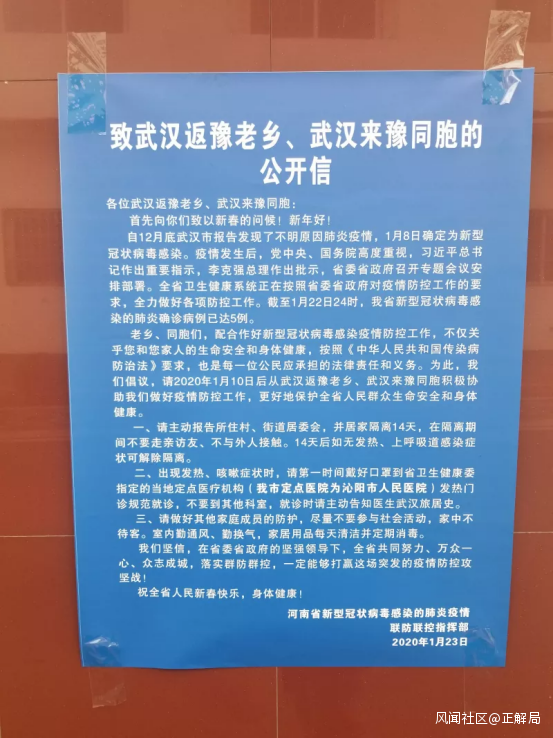 致武汉返豫老乡、武汉来豫同胞的
公开信
各位武汉返豫老乡、武汉来豫同胞：
首先向你们致以新春的问候！新年好！
自12月底武汉市报告发现了不明原因肺炎疫情，1月8日确定为新型
冠状病毒感染。疫情发生后，党中央、国务院高度重视，习近平总书
记作出重要指示，李克强总理作出批示，省委省政府召开专题会议安
排部署。全省卫生健康系统正在按照省委省政府对疫情防控工作的要
求，全力做好各项防控工作。截至1月22日24时，我省新型冠状病毒感
染的肺炎确诊病例已达5例。
老乡、同胞们，配合作好新型冠状病毒感染疫情防控工作，不仅关
乎您和您家人的生命安全和身体健康，按照《中华人民共和国传染病
防治法》要求，也是每一位公民应承担的法律责任和义务。为此，我
们倡议，请2020年1月10日后从武汉返豫老乡、武汉来豫同胞积极协
助我们做好疫情防控工作，更好地保护全省人民群众生命安全和身体
健康。
一、请主动报告所住村、街道居委会，并居家隔离14天，在隔离期
间不要走亲访友、不与外人接触。14天后如无发热、上呼吸道感染症
状可解除隔离。
二、出现发热、咳嗽症状时，请第一时间戴好口罩到省卫生健康委
指定的当地定点医疗机构（我市定点医院为沁阳市人民医院）发热门
诊规范就诊，不要到其他科室，就诊时请主动告知医生武汉旅居史。
三、请做好其他家庭成员的防护，尽量不要参与社会活动，家中不
待客。室内勤通风、勤换气，家居用品每天清洁并定期消毒。
我们坚信，在省委省政府的坚强领导下，全省共同努力、万众一
心、众志成城，落实群防群控，一定能够打赢这场突发的疫情防控攻
坚战！
祝全省人民新春快乐，身体健康！
河南省新型冠状病毒感染的肺炎疫情
联防联控指挥部
2020年1月23日
风闻社区@正解局